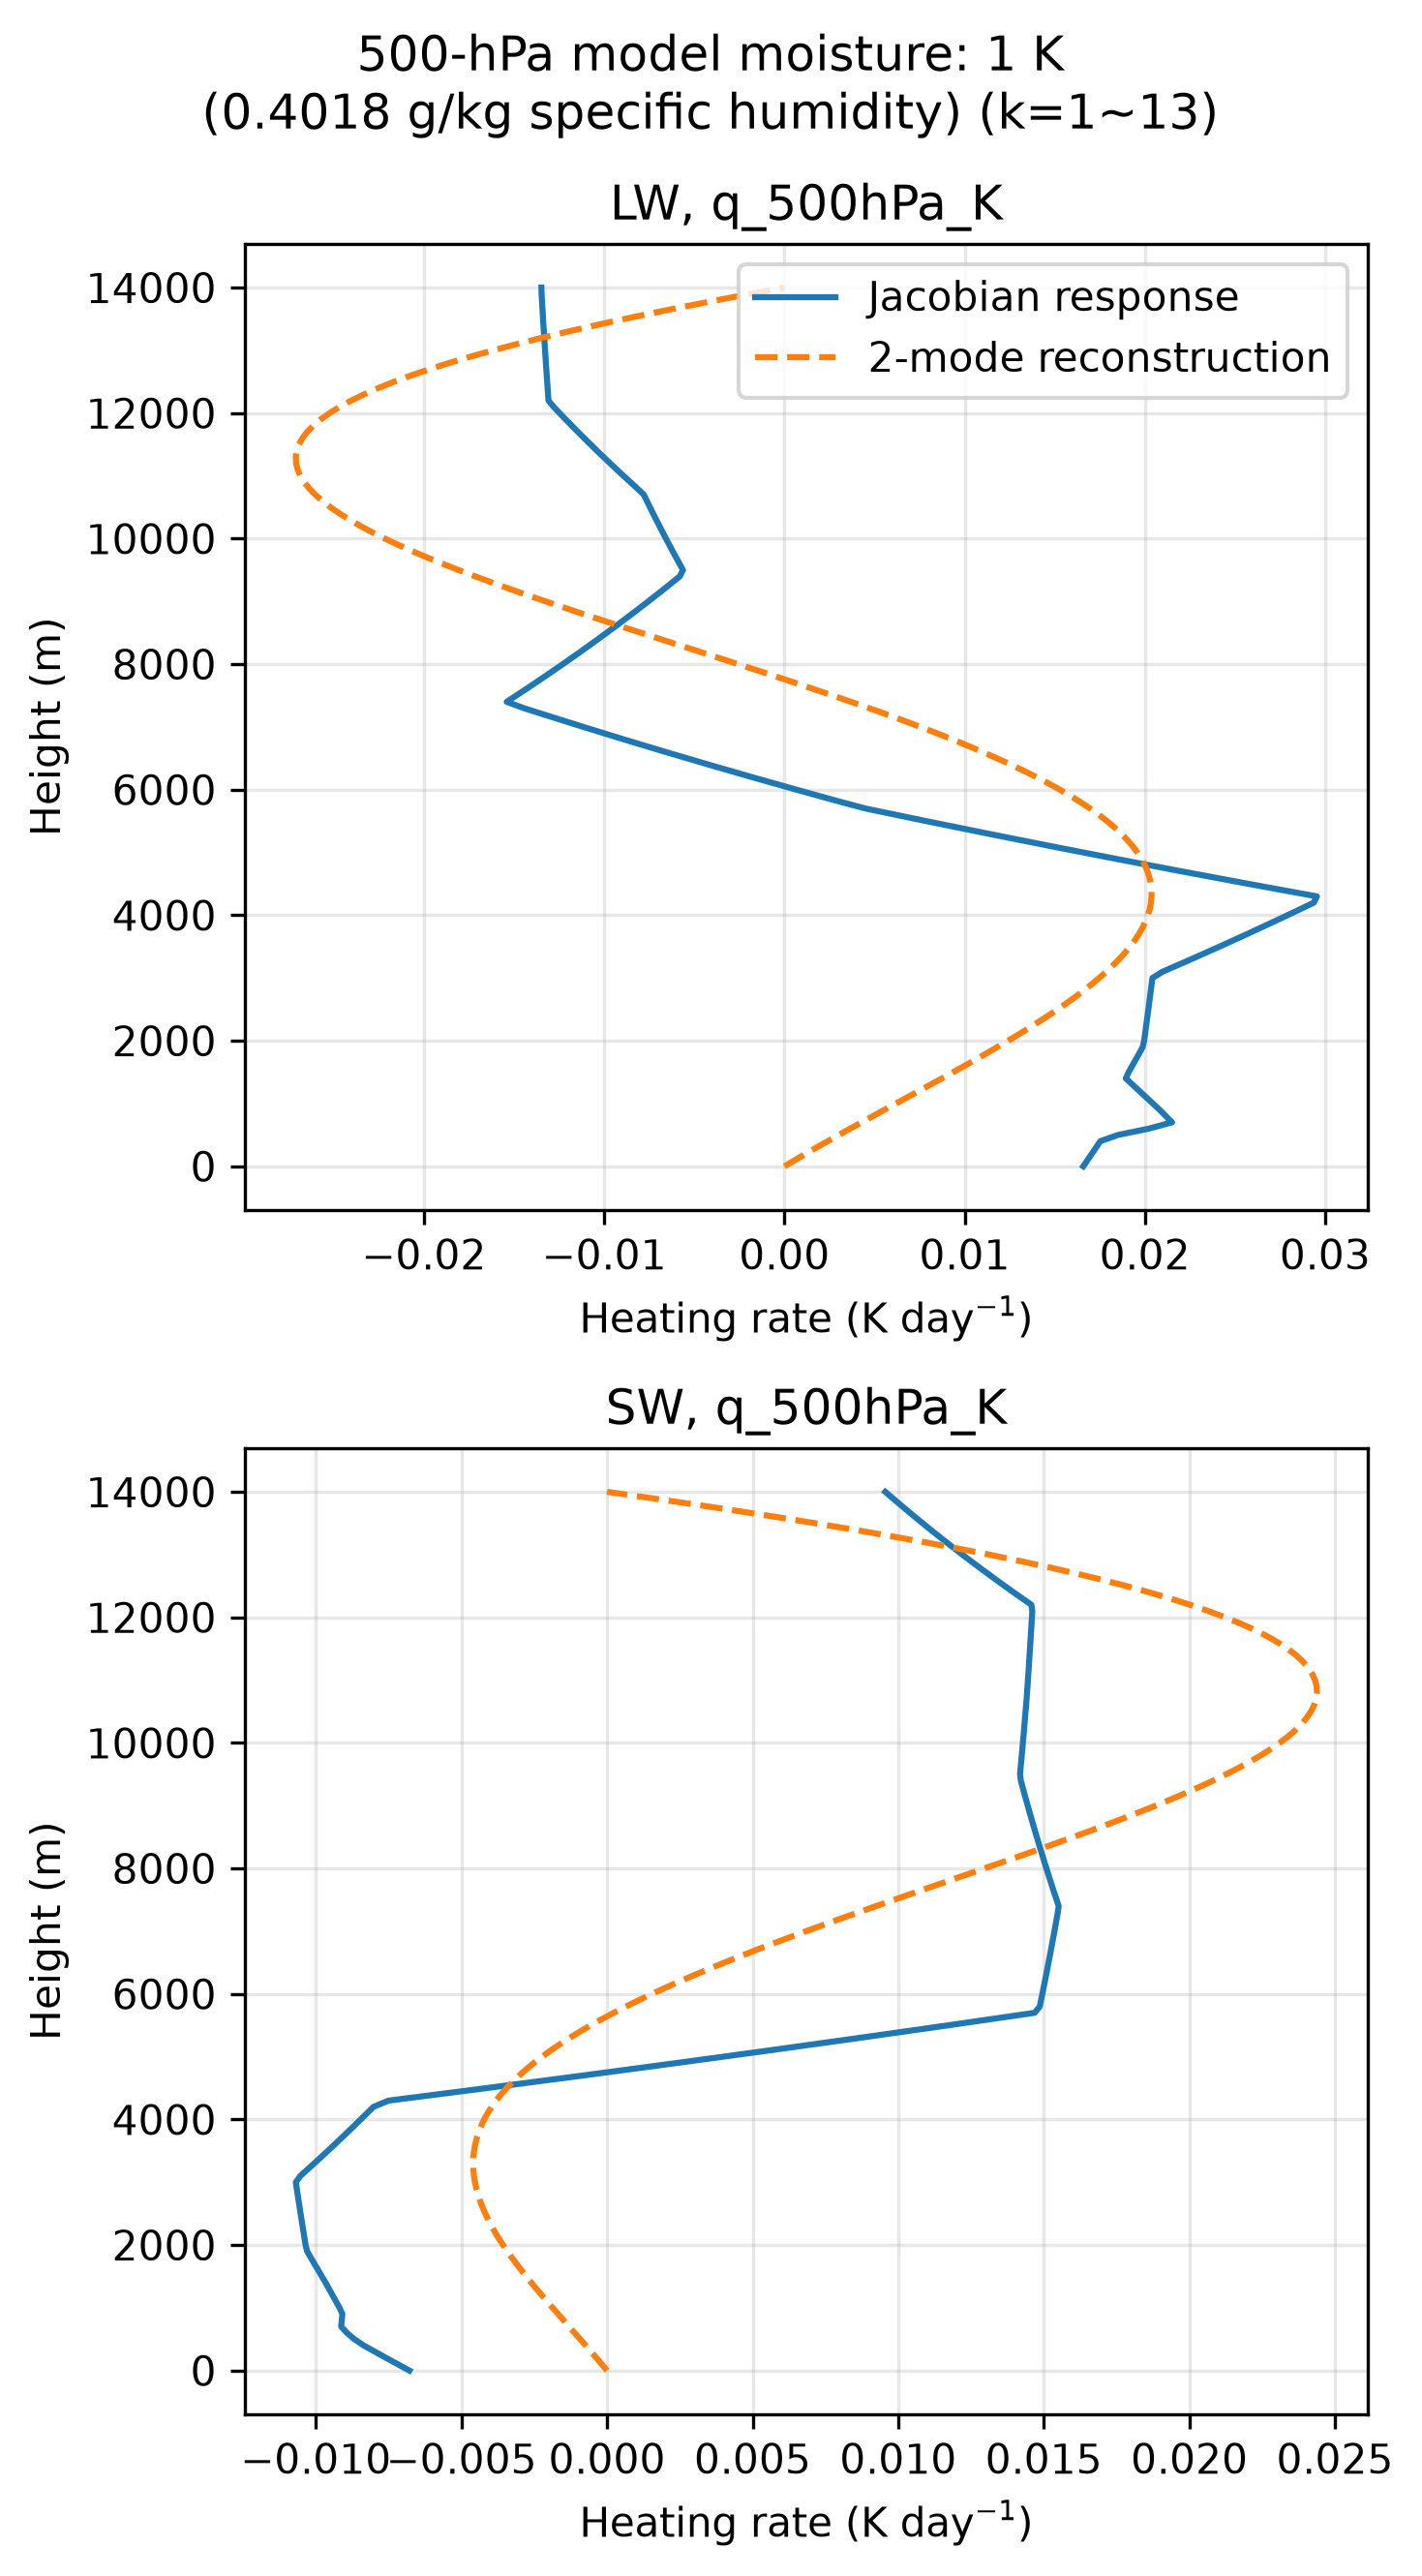 500-hPa model moisture: 1 K
(0.4018 g/kg specific humidity) (k=1~13)
LW, q_500hPa_K
Jacobian response
2-mode reconstruction
14000
12000
10000
8000
6000
4000
2000
0
Height (m)
−0.02 −0.01 0.00 0.01 0.02 0.03
Heating rate (K day⁻¹)
SW, q_500hPa_K
14000
12000
10000
8000
6000
4000
2000
0
Height (m)
−0.010 −0.005 0.000 0.005 0.010 0.015 0.020 0.025
Heating rate (K day⁻¹)